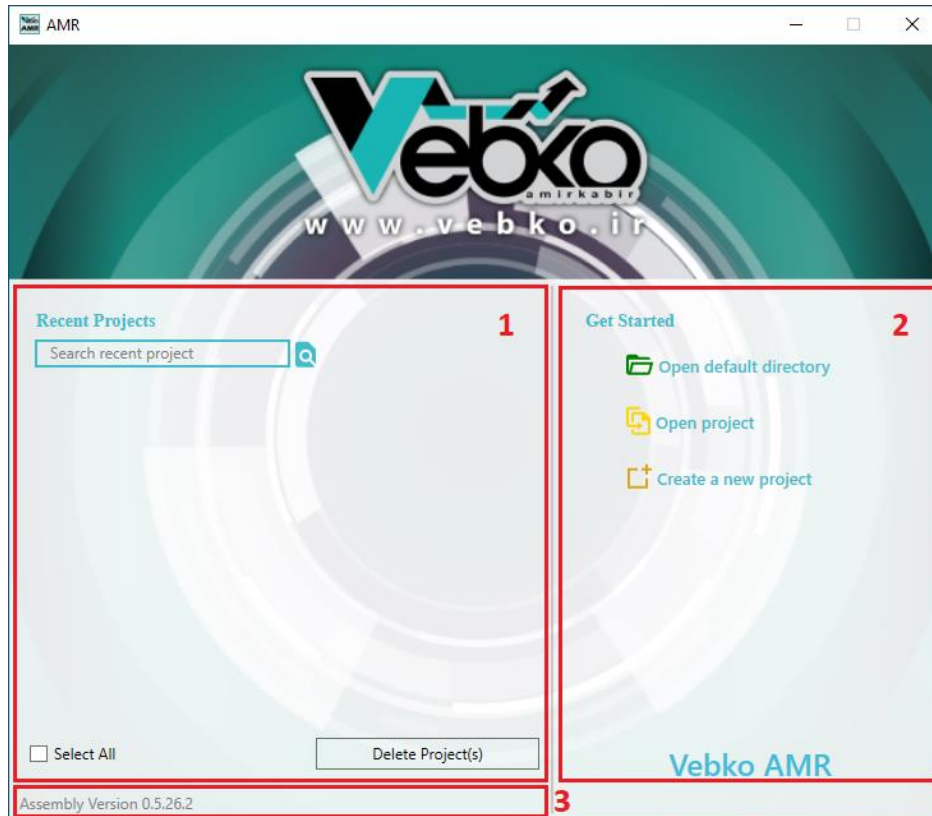 AMR
Vebko
amirkabir
www.vebko.ir
Recent Projects
1
Search recent project
Select All
Delete Project(s)
Get Started
2
Open default directory
Open project
Create a new project
Vebko AMR
Assembly Version 0.5.26.2
3